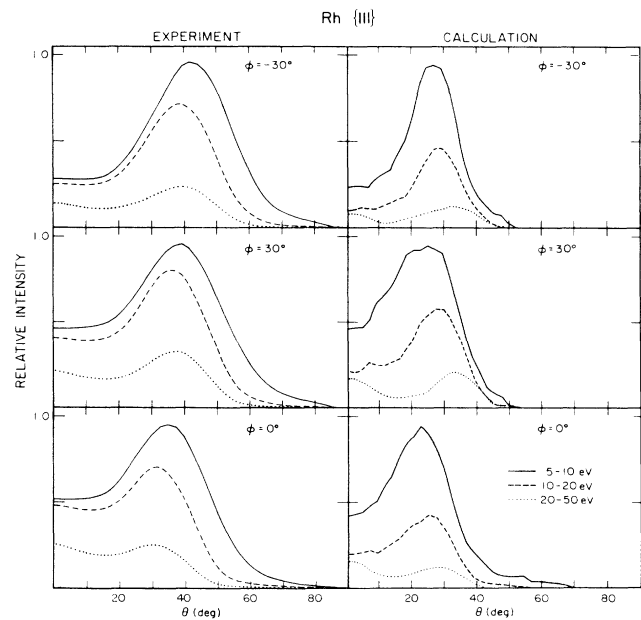 Rh {III}
EXPERIMENT
CALCULATION
RELATIVE INTENSITY
1.0
ϕ = -30°
ϕ = -30°
1.0
ϕ = 30°
ϕ = 30°
1.0
ϕ = 0°
ϕ = 0°
5-10 eV
10-20 eV
20-50 eV
20 40 60 80
20 40 60 80
θ (deg)
θ (deg)